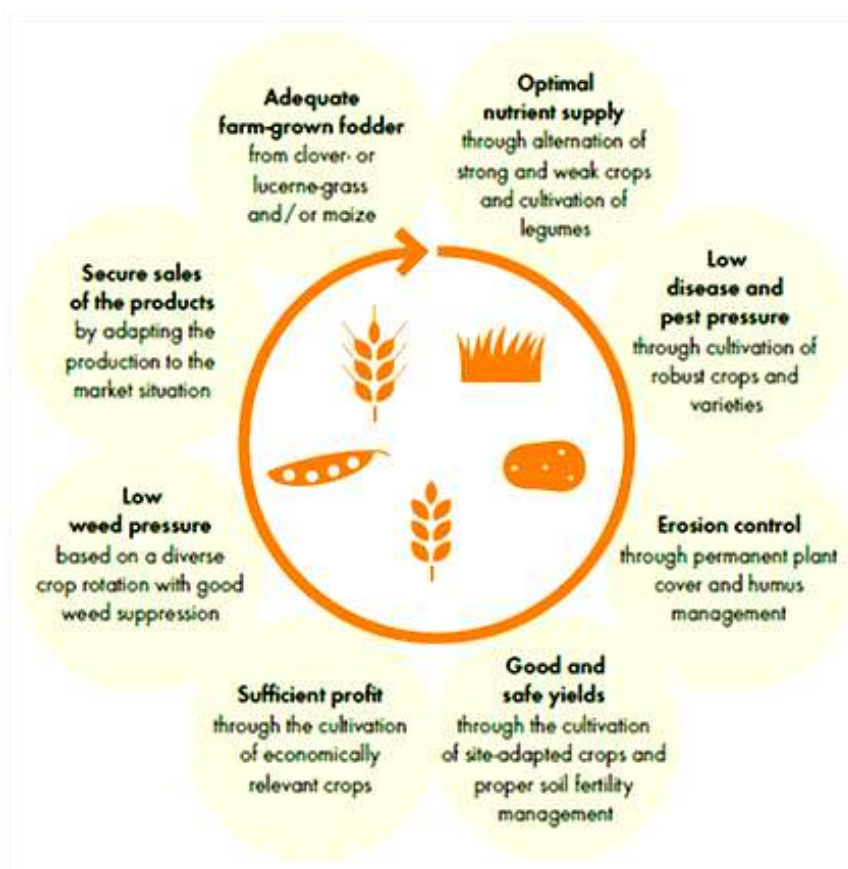 Optimal
nutrient supply
through alternation of
strong and weak crops
and cultivation of
legumes
Low
disease and
pest pressure
through cultivation of
robust crops and
varieties
Erosion control
through permanent plant
cover and humus
management
Good and
safe yields
through the cultivation
of site-adapted crops and
proper soil fertility
management
Sufficient profit
through the cultivation
of economically
relevant crops
Low
weed pressure
based on a diverse
crop rotation with good
weed suppression
Secure sales
of the products
by adapting the
production to the
market situation
Adequate
farm-grown fodder
from clover- or
lucerne-grass
and/or maize